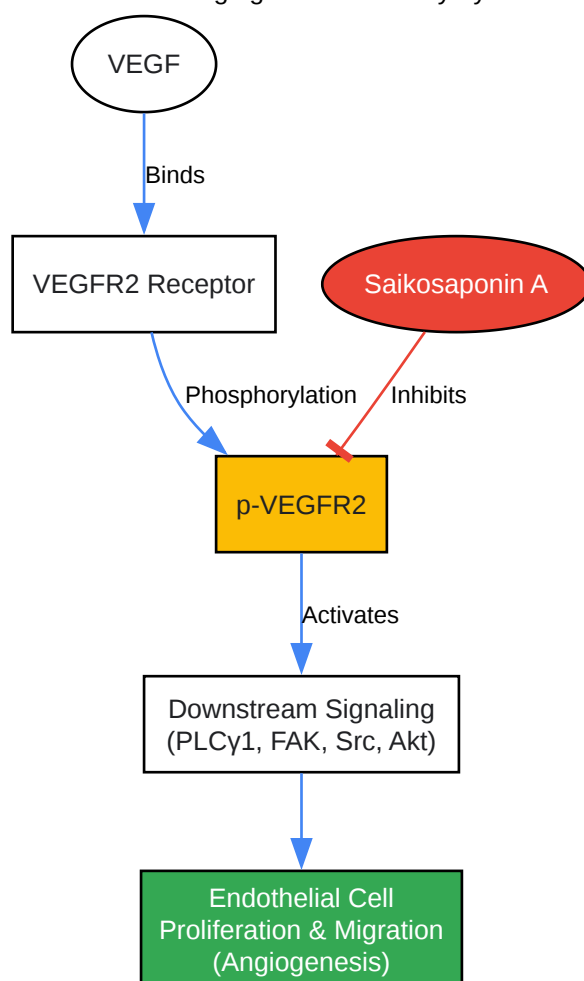 VEGF
Binds
VEGFR2 Receptor
Saikosaponin A
Phosphorylation
Inhibits
p-VEGFR2
Activates
Downstream Signaling
(PLCγ1, FAK, Src, Akt)
Endothelial Cell
Proliferation & Migration
(Angiogenesis)